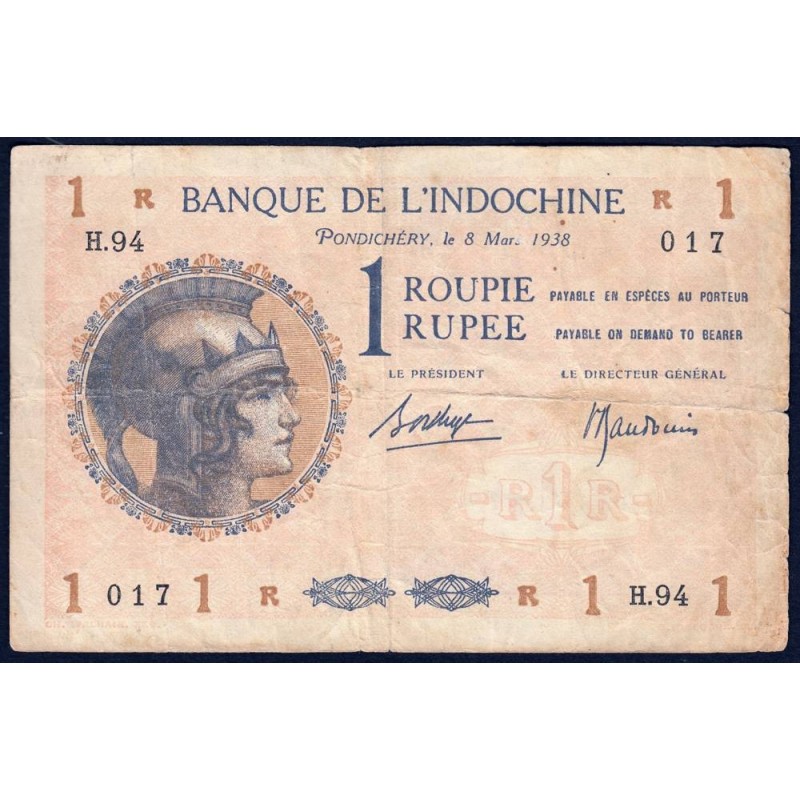 1 R BANQUE DE L'INDOCHINE R 1
H.94 PONDICHÉRY, le 8 Mars 1938 017
1 ROUPIE PAYABLE EN ESPÈCES AU PORTEUR
RUPEE PAYABLE ON DEMAND TO BEARER
LE PRÉSIDENT LE DIRECTEUR GÉNÉRAL
R 1 R
1 017 1 R R 1 H.94 1